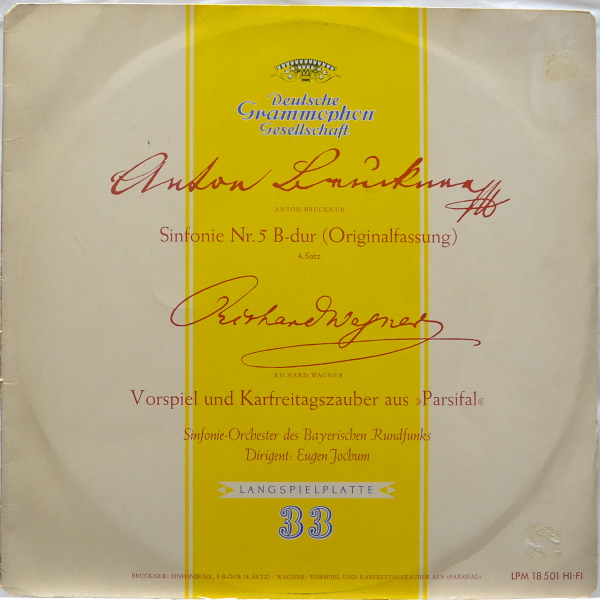 Deutsche
Grammophon
Gesellschaft
Anton Bruckner
ANTON BRUCKNER
Sinfonie Nr. 5 B-dur (Originalfassung)
4. Satz
Richard Wagner
RICHARD WAGNER
Vorspiel und Karfreitagszauber aus »Parsifal«
Sinfonie-Orchester des Bayerischen Rundfunks
Dirigent: Eugen Jochum
LANGSPIELPLATTE
33
BRUCKNER: SINFONIE NR. 5 B-DUR (4. SATZ) · WAGNER: VORSPIEL UND KARFREITAGSZAUBER AUS »PARSIFAL«
LPM 18 501 HI-FI